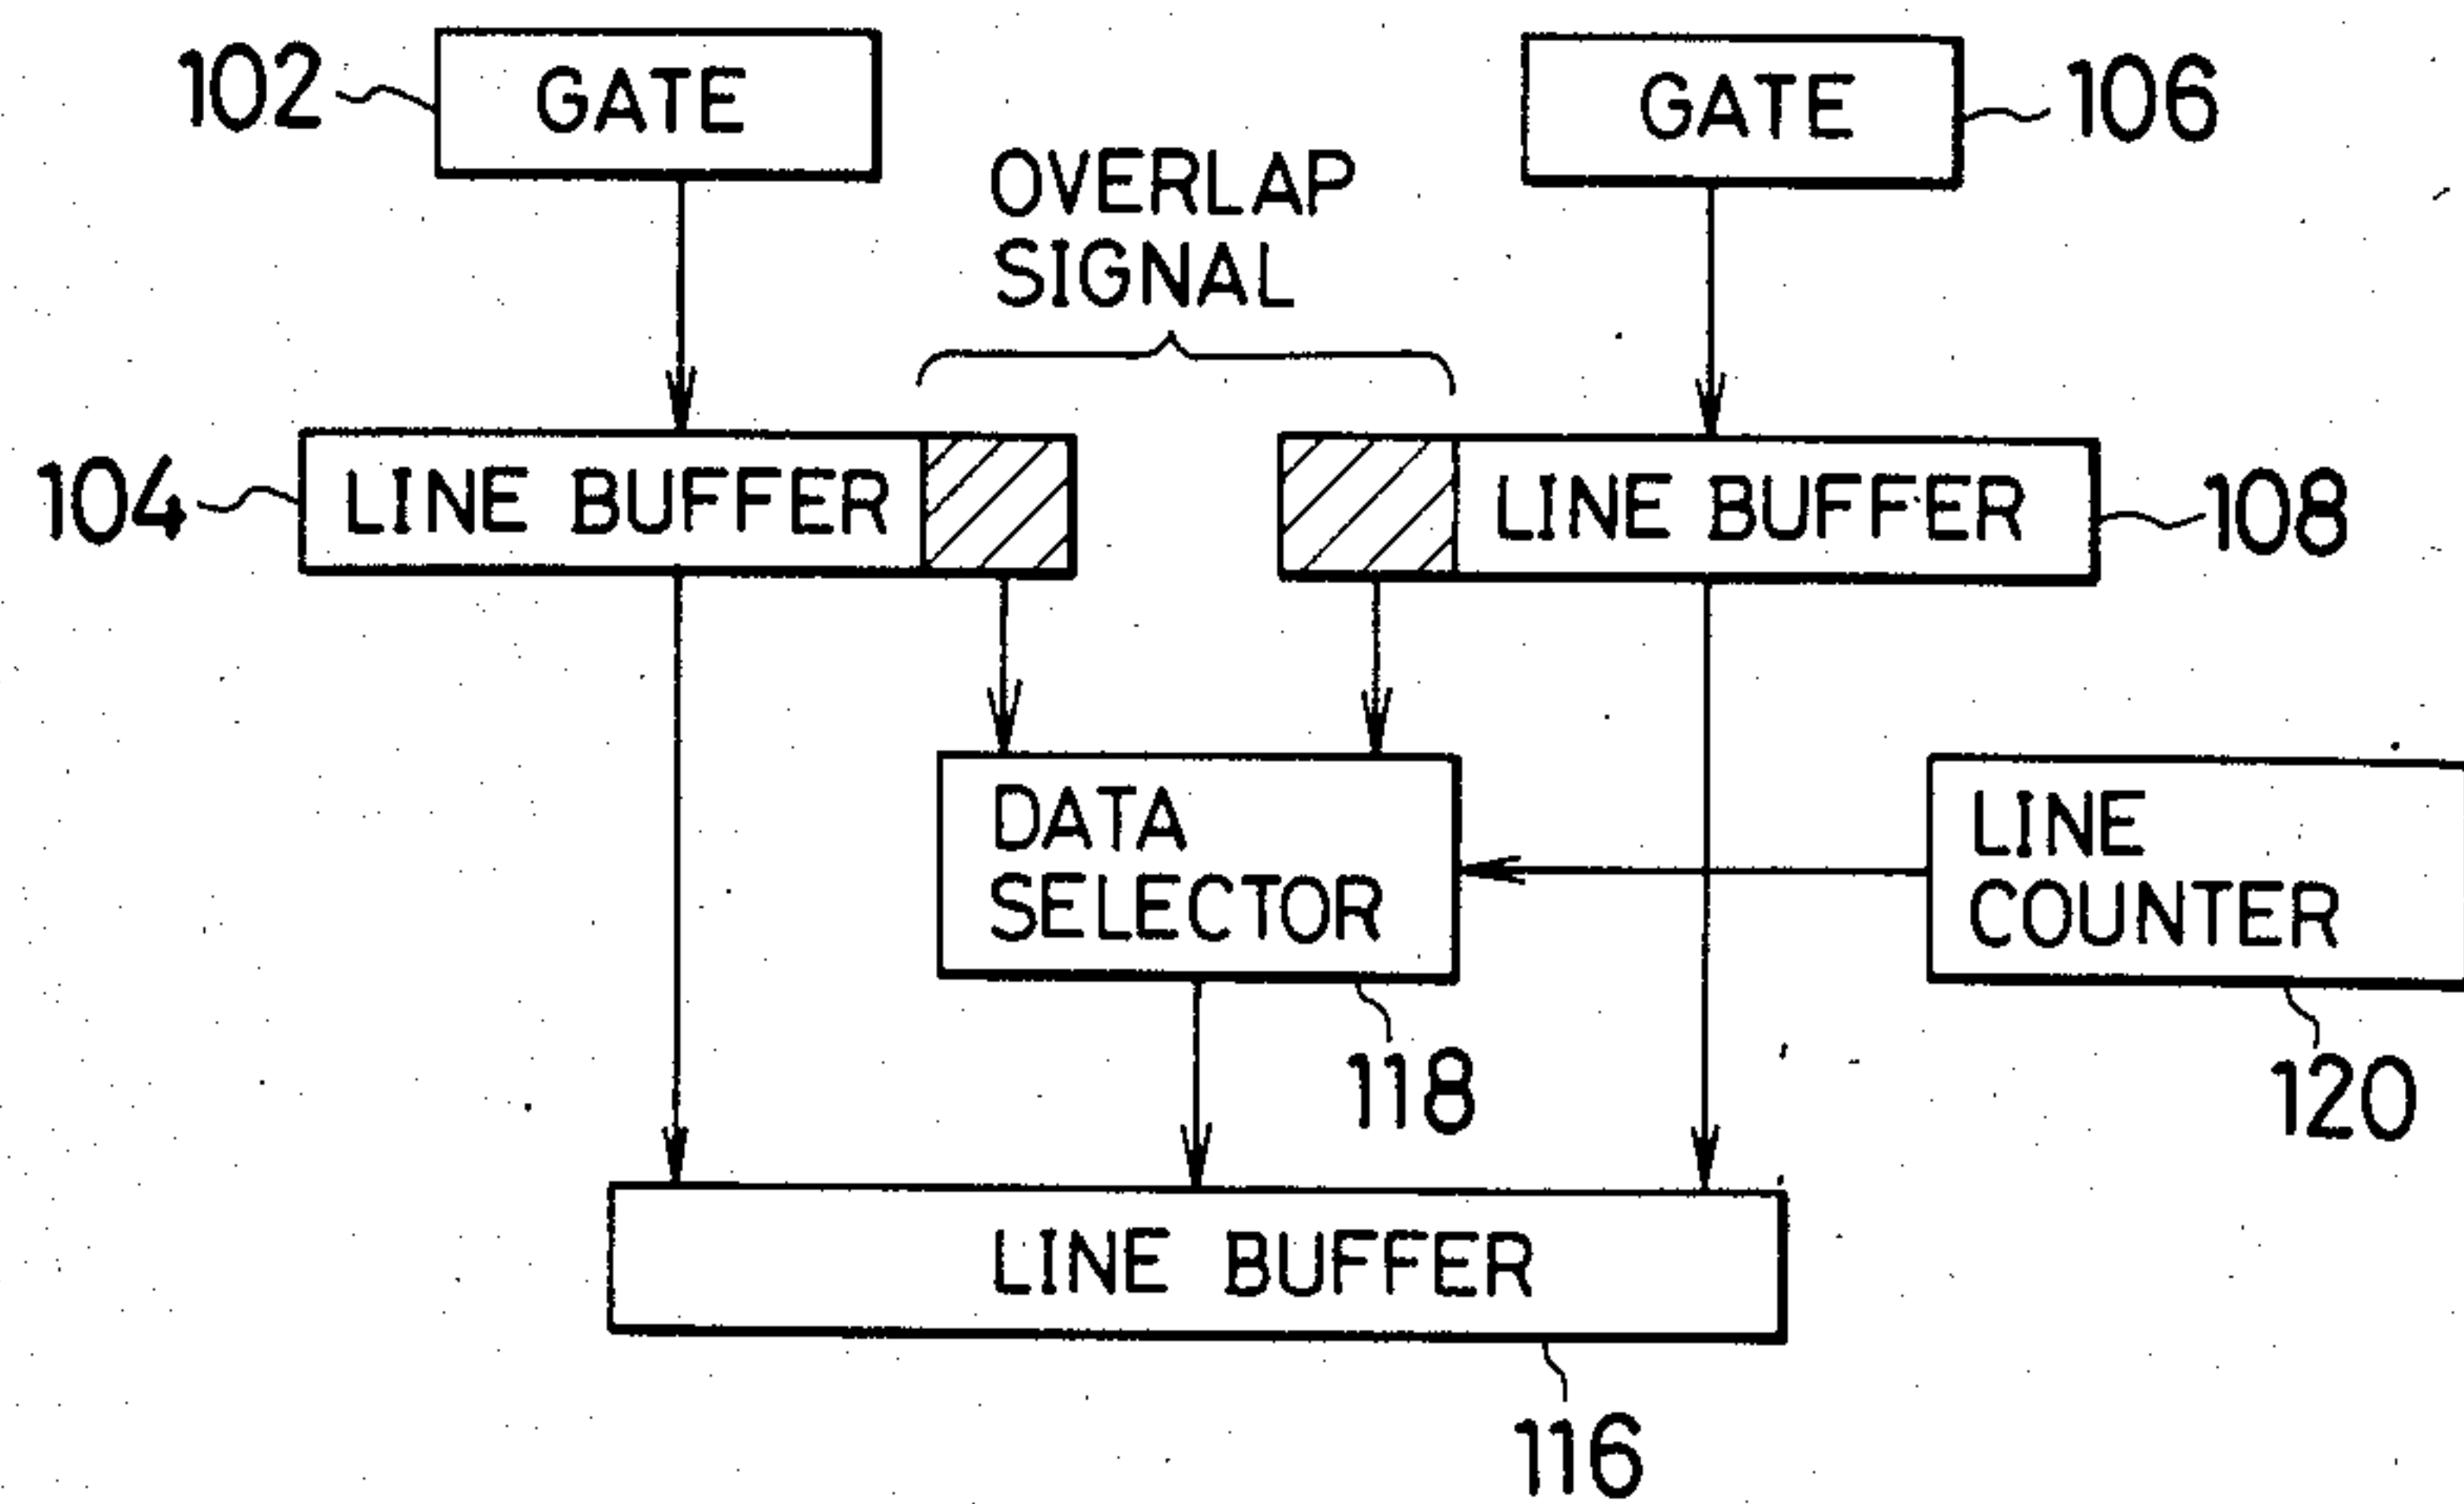 102
GATE
GATE
106
OVERLAP
SIGNAL
104
LINE BUFFER
LINE BUFFER
108
DATA
SELECTOR
LINE
COUNTER
118
120
LINE BUFFER
116